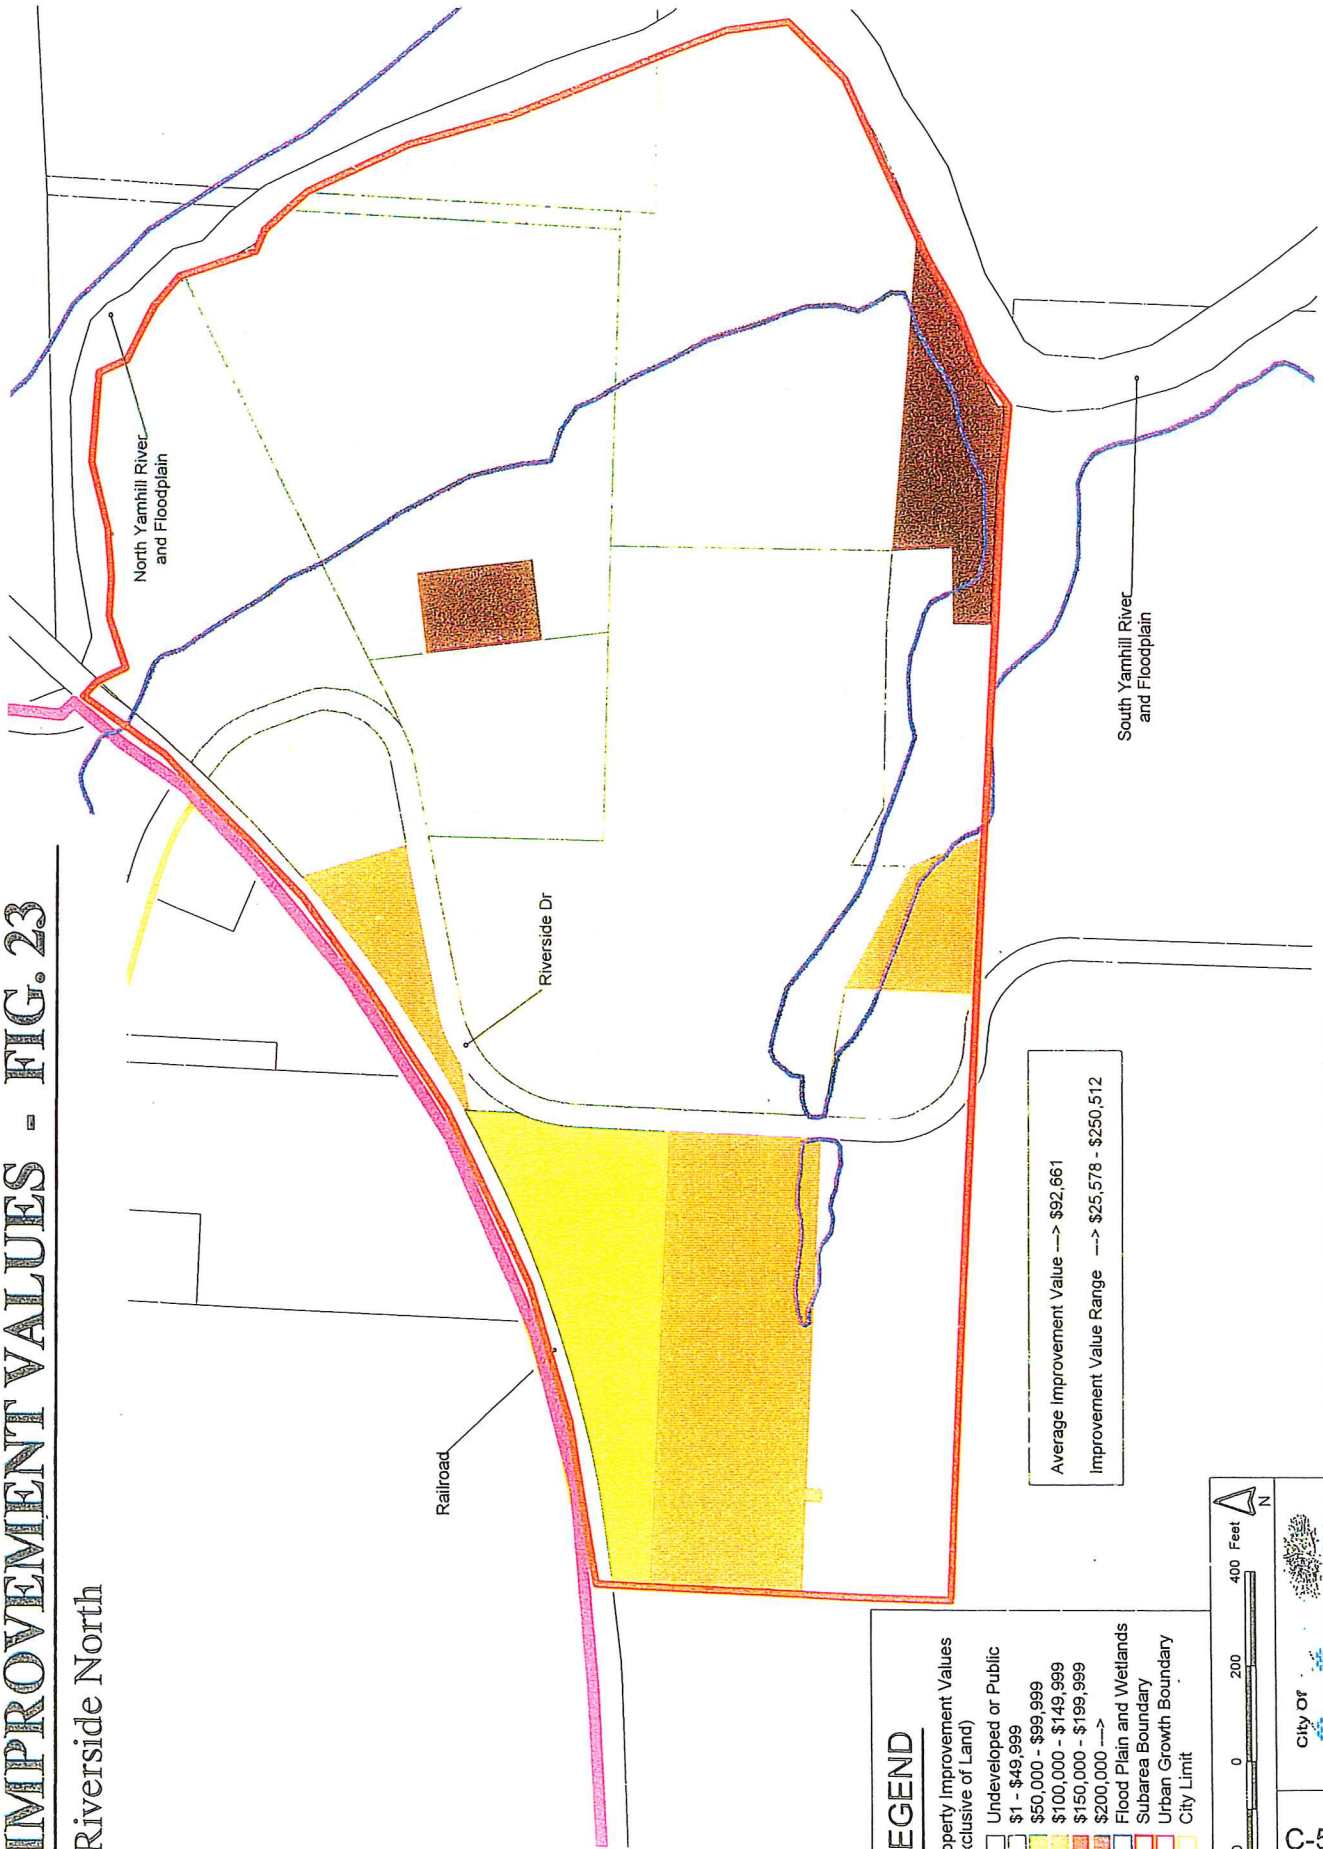 IMPROVEMENT VALUES - FIG. 23
Riverside North
North Yamhill River
and Floodplain
Riverside Dr
Railroad
South Yamhill River
and Floodplain
Average Improvement Value ---> $92,661
Improvement Value Range ---> $25,578 - $250,512
EGEND
operty Improvement Values
xclusive of Land)
Undeveloped or Public
$1 - $49,999
$50,000 - $99,999
$100,000 - $149,999
$150,000 - $199,999
$200,000 --->
Flood Plain and Wetlands
Subarea Boundary
Urban Growth Boundary
City Limit
0 200 400 Feet
N
City Of